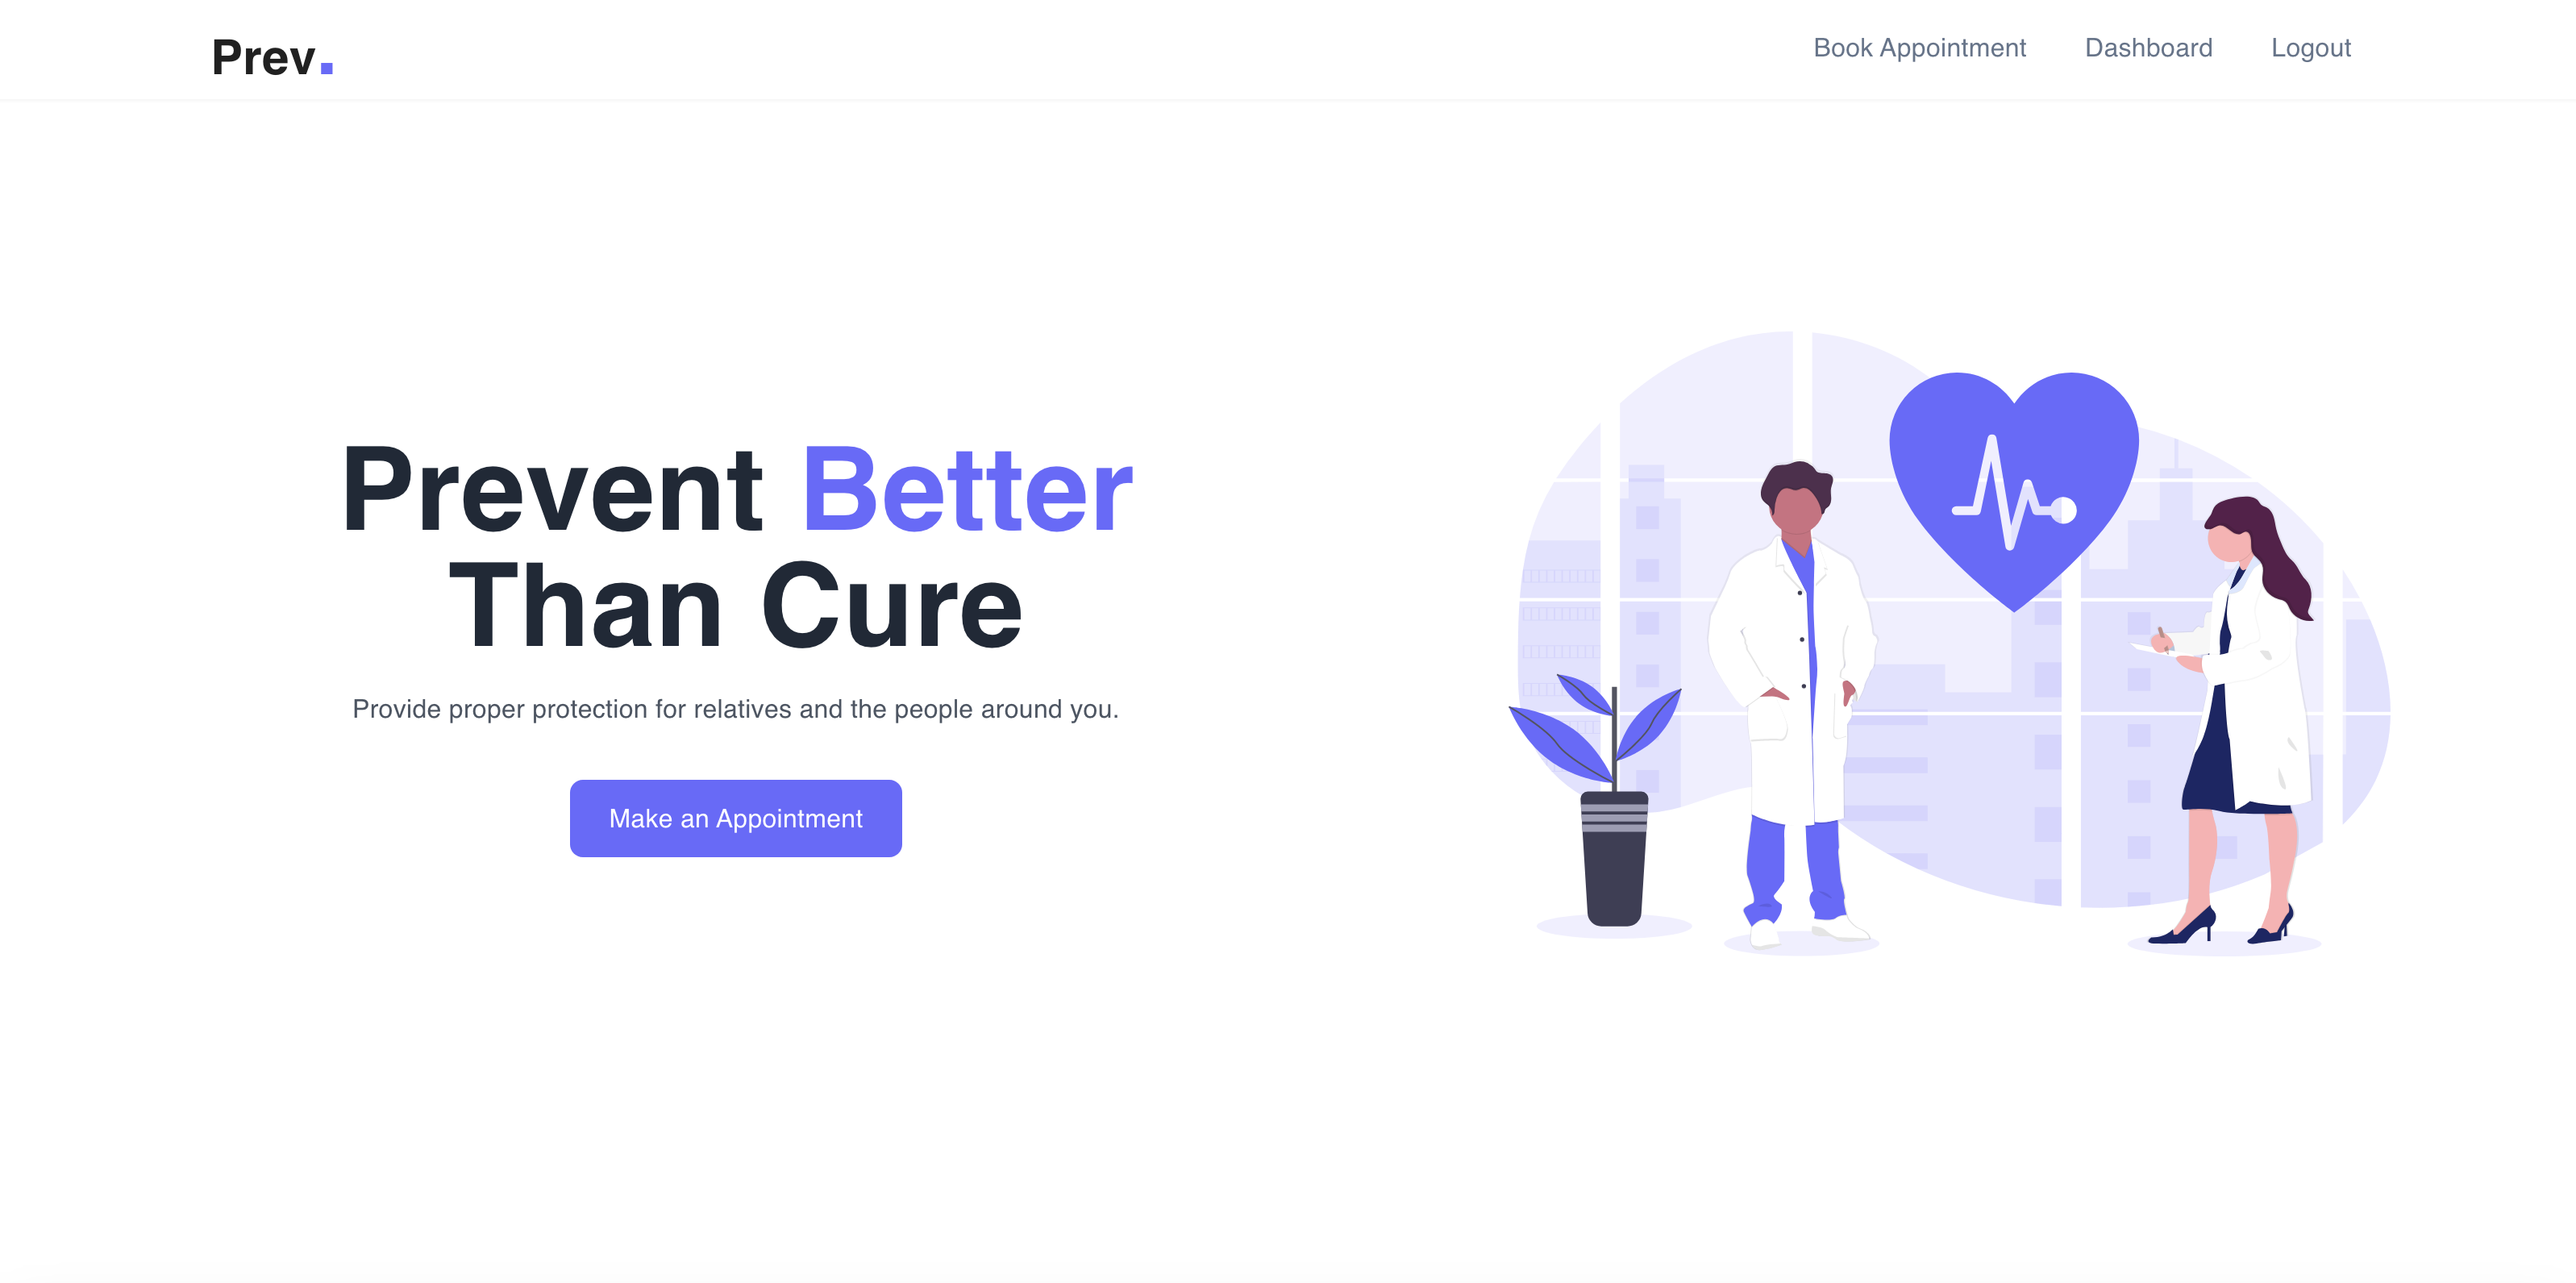 Prev.
Book Appointment Dashboard Logout
Prevent Better
Than Cure
Provide proper protection for relatives and the people around you.
Make an Appointment